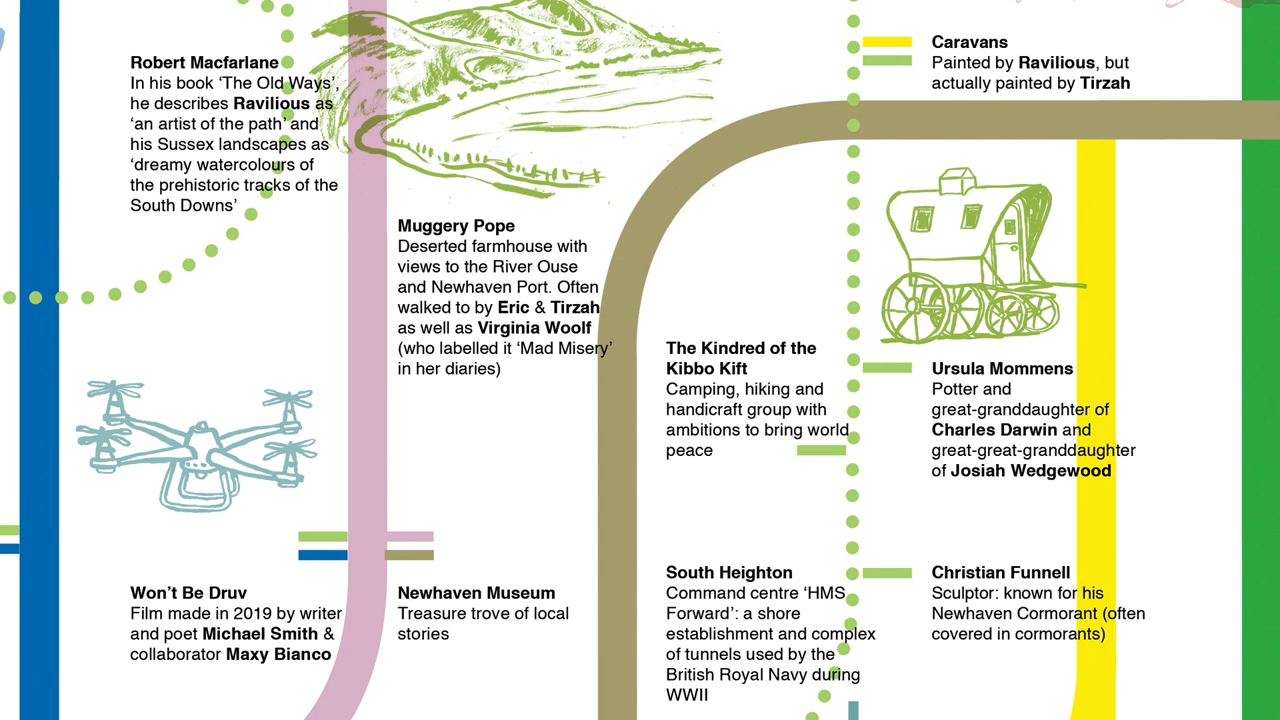 Robert Macfarlane
In his book ‘The Old Ways’,
he describes Ravilious as
‘an artist of the path’ and
his Sussex landscapes as
‘dreamy watercolours of
the prehistoric tracks of the
South Downs’
Muggery Pope
Deserted farmhouse with
views to the River Ouse
and Newhaven Port. Often
walked to by Eric & Tirzah
as well as Virginia Woolf
(who labelled it ‘Mad Misery’
in her diaries)
Caravans
Painted by Ravilious, but
actually painted by Tirzah
The Kindred of the
Kibbo Kift
Camping, hiking and
handicraft group with
ambitions to bring world
peace
Ursula Mommens
Potter and
great-granddaughter of
Charles Darwin and
great-great-granddaughter
of Josiah Wedgewood
Won’t Be Druv
Film made in 2019 by writer
and poet Michael Smith &
collaborator Maxy Bianco
Newhaven Museum
Treasure trove of local
stories
South Heighton
Command centre ‘HMS
Forward’: a shore
establishment and complex
of tunnels used by the
British Royal Navy during
WWII
Christian Funnell
Sculptor: known for his
Newhaven Cormorant (often
covered in cormorants)